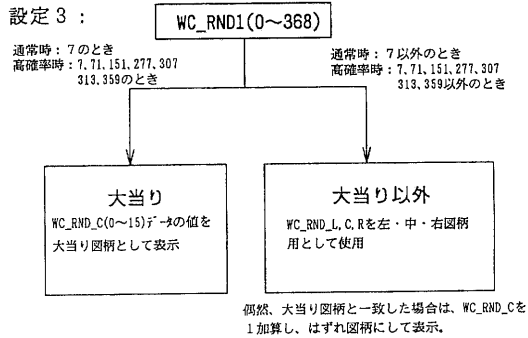 設定3:
WC_RND1(0～368)
通常時:7のとき
高確率時:7,71,151,277,307
313,359のとき
通常時:7以外のとき
高確率時:7,71,151,277,307
313,359以外のとき
大当り
WC_RND_C(0～15)ﾃﾞｰﾀの値を
大当り図柄として表示
大当り以外
WC_RND_L,C,Rを左・中・右図柄
用として使用
偶然、大当り図柄と一致した場合は、WC_RND_Cを
1加算し、はずれ図柄にして表示。